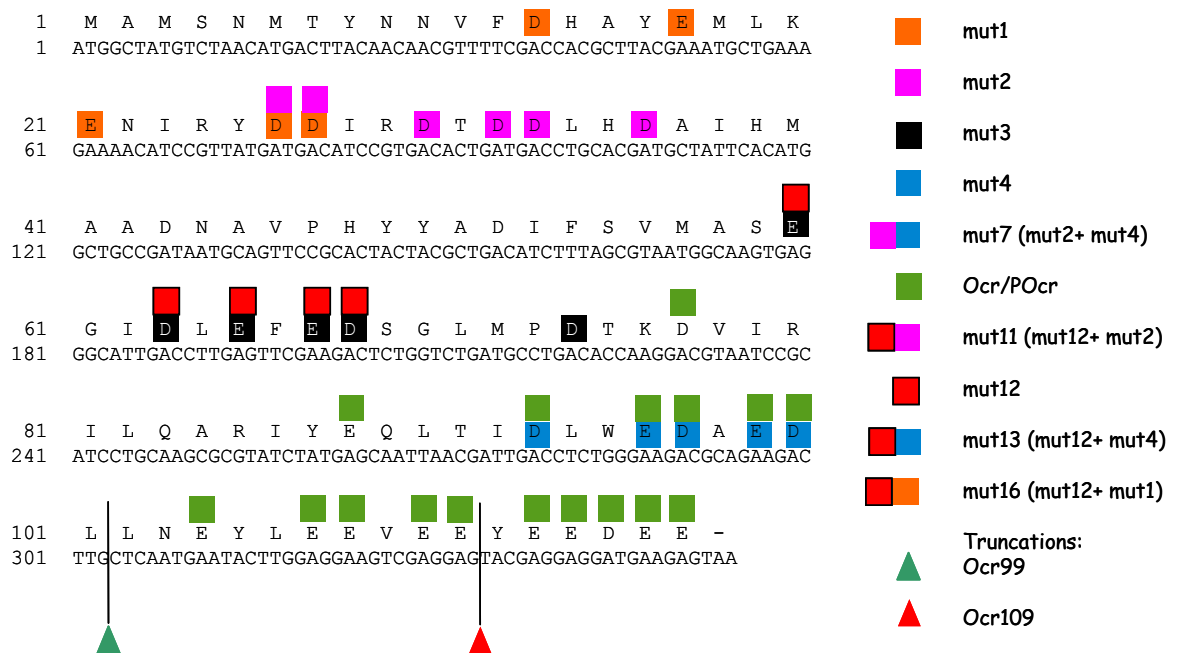 1 M A M S N M T Y N N V F D H A Y E M L K
1 ATGGCTATGTCTAACATGACTTACAACAACGTTTTCGACCACGCTTACGAAATGCTGAAA
21 E N I R Y D D I R D T D D L H D A I H M
61 GAAAACATCCGTTATGATGACATCCGTGACACTGATGACCTGCACGATGCTATTCACATG
41 A A D N A V P H Y Y A D I F S V M A S E
121 GCTGCCGATAATGCAGTTCCGCACTACTACGCTGACATCTTTAGCGTAATGGCAAGTGAG
61 G I D L E F E D S G L M P D T K D V I R
181 GGCATTGACCTTGAGTTCGAAGACTCTGGTCTGATGCCTGACACCAAGGACGTAATCCGC
81 I L Q A R I Y E Q L T I D L W E D A E D
241 ATCCTGCAAGCGCGTATCTATGAGCAATTAACGATTGACCTCTGGGAAGACGCAGAAGAC
101 L L N E Y L E E V E E Y E E D E E -
301 TTGCTCAATGAATACTTGGAGGAAGTCGAGGAGTACGAGGAGGATGAAGAGTAA
mut1
mut2
mut3
mut4
mut7 (mut2+ mut4)
Ocr/POcr
mut11 (mut12+ mut2)
mut12
mut13 (mut12+ mut4)
mut16 (mut12+ mut1)
Truncations:
Ocr99
Ocr109